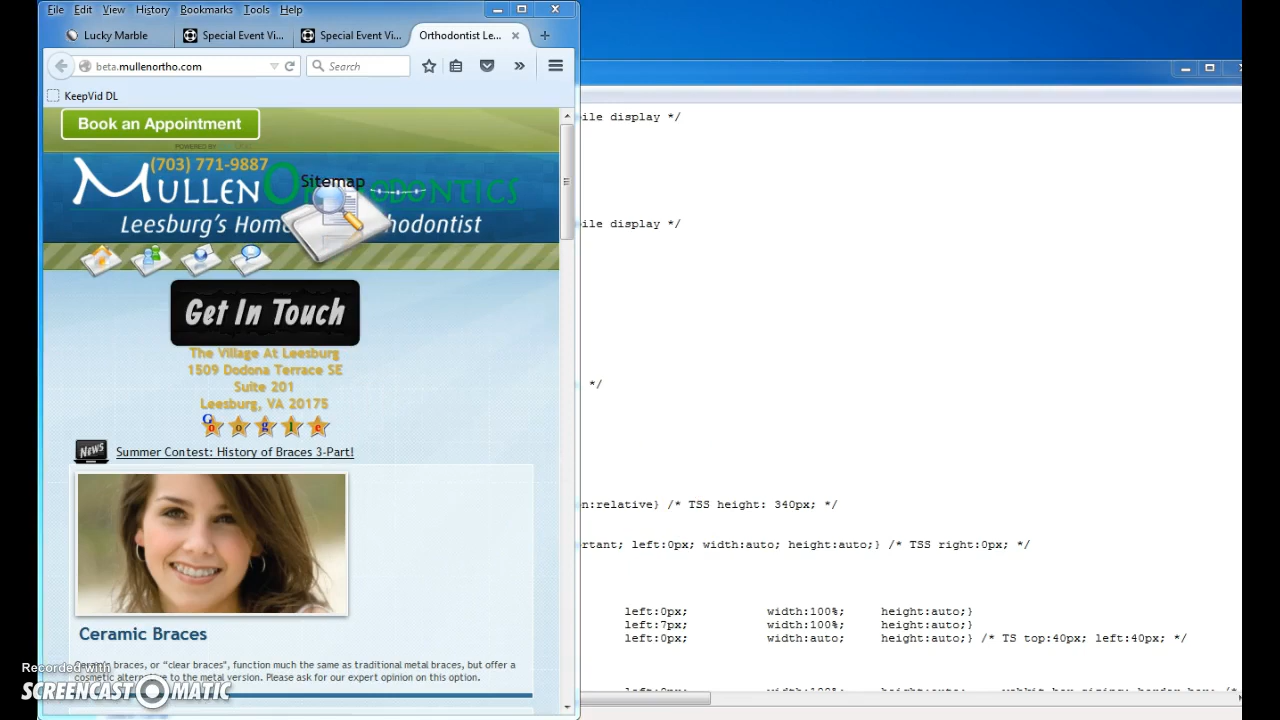 File Edit View History Bookmarks Tools Help
Lucky Marble
Special Event Vi...
Special Event Vi...
Orthodontist Le...
beta.mullenortho.com
Search
KeepVid DL
Book an Appointment
POWERED BY
(703) 771-9887
Sitemap
MULLEN
Leesburg's Home
Get In Touch
The Village At Leesburg
1509 Dodona Terrace SE
Suite 201
Leesburg, VA 20175
Google
NEWS
Summer Contest: History of Braces 3-Part!
Ceramic Braces
braces, or "clear braces", function much the same as traditional metal braces, but offer a
cosmetic alternative to the metal version. Please ask for our expert opinion on this option.
ile display */
ile display */
*/
n:relative} /* TSS height: 340px; */
rtant; left:0px; width:auto; height:auto;} /* TSS right:0px; */
left:0px; width:100%; height:auto;}
left:7px; width:100%; height:auto;}
left:0px; width:auto; height:auto;} /* TS top:40px; left:40px; */
Recorded with
SCREENCAST-O-MATIC